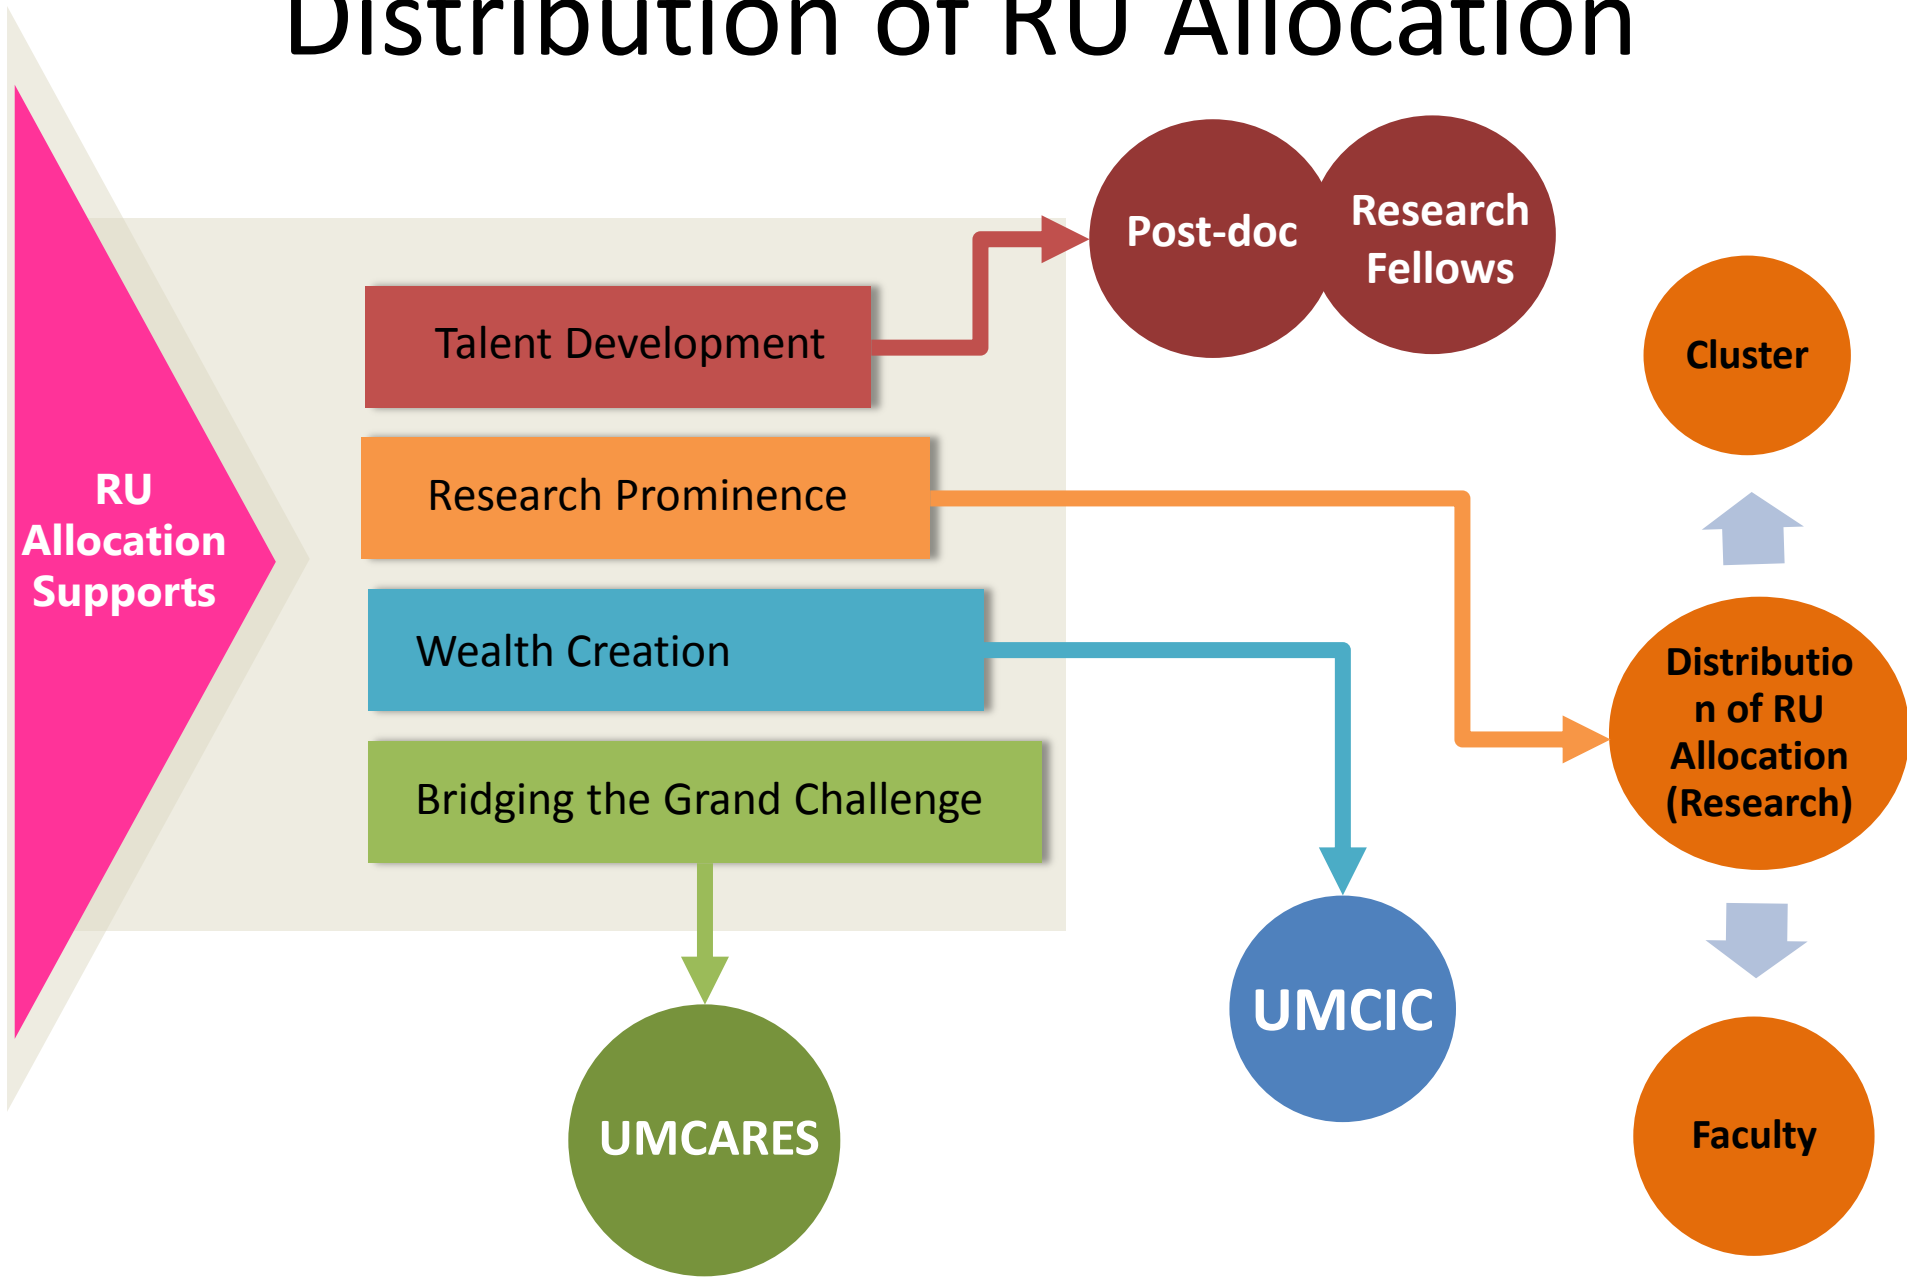 Distribution of RU Allocation
RU
Allocation
Supports
Talent Development
Research Prominence
Wealth Creation
Bridging the Grand Challenge
Post-doc
Research
Fellows
Cluster
Distributio
n of RU
Allocation
(Research)
Faculty
UMCIC
UMCARES